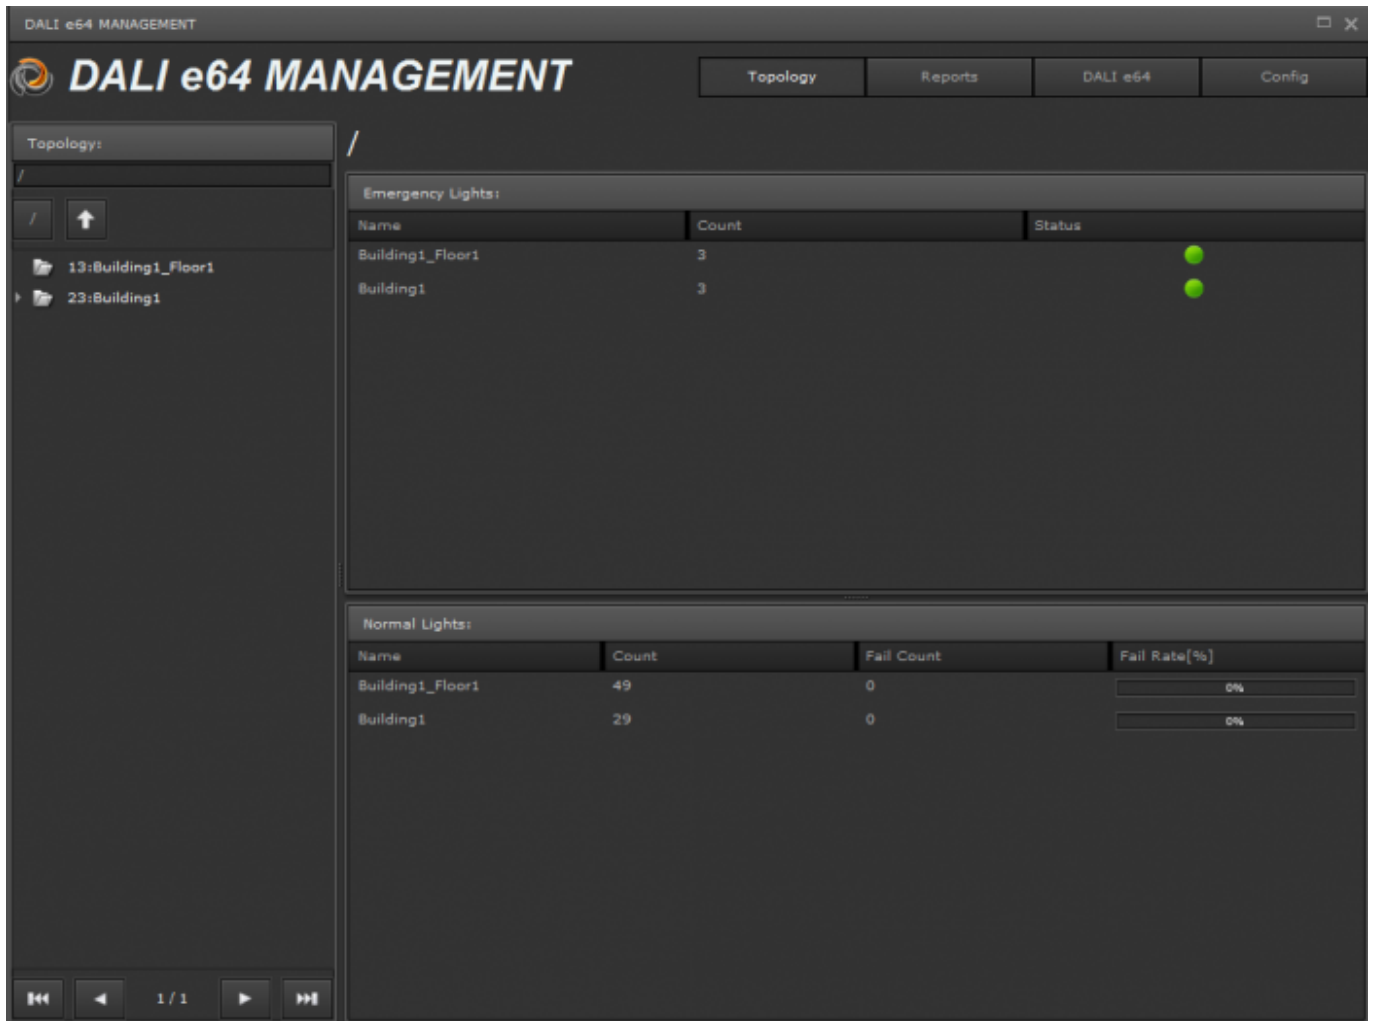 DALI e64 MANAGEMENT
DALI e64 MANAGEMENT
Topology Reports DALI e64 Config
Topology:
/
/
/
13:Building1_Floor1
23:Building1
1/1
Emergency Lights:
Name Count Status
Building1_Floor1 3
Building1 3
Normal Lights:
Name Count Fail Count Fail Rate[%]
Building1_Floor1 49 0 0%
Building1 29 0 0%